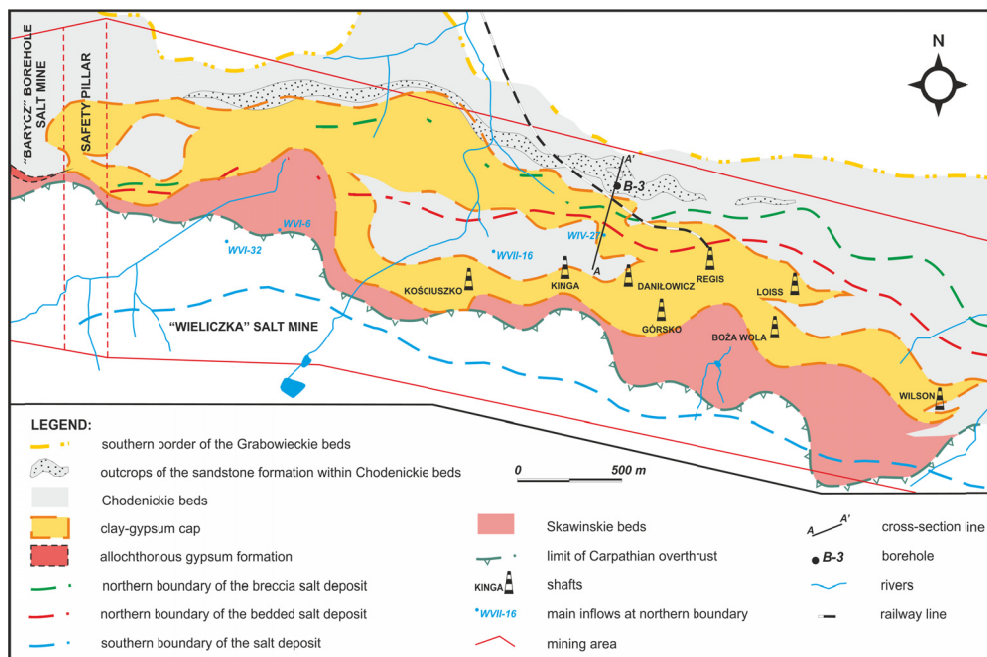 "BARYCZ" BOREHOLE
SALT MINE
SAFETY PILLAR
N
A'
B-3
WVI-6
WVI-32
WIV-27
WVII-16
A
KOŚCIUSZKO
KINGA
DANIŁOWICZ
REGIS
LOISS
GÓRSKO
BOŻA WOLA
"WIELICZKA" SALT MINE
WILSON
LEGEND:
southern border of the Grabowieckie beds
outcrops of the sandstone formation within Chodenickie beds
Chodenickie beds
clay-gypsum cap
allochthorous gypsum formation
northern boundary of the breccia salt deposit
northern boundary of the bedded salt deposit
southern boundary of the salt deposit
0 500 m
Skawinskie beds
limit of Carpathian overthrust
KINGA shafts
WVII-16 main inflows at northern boundary
mining area
A A' cross-section line
B-3 borehole
rivers
railway line